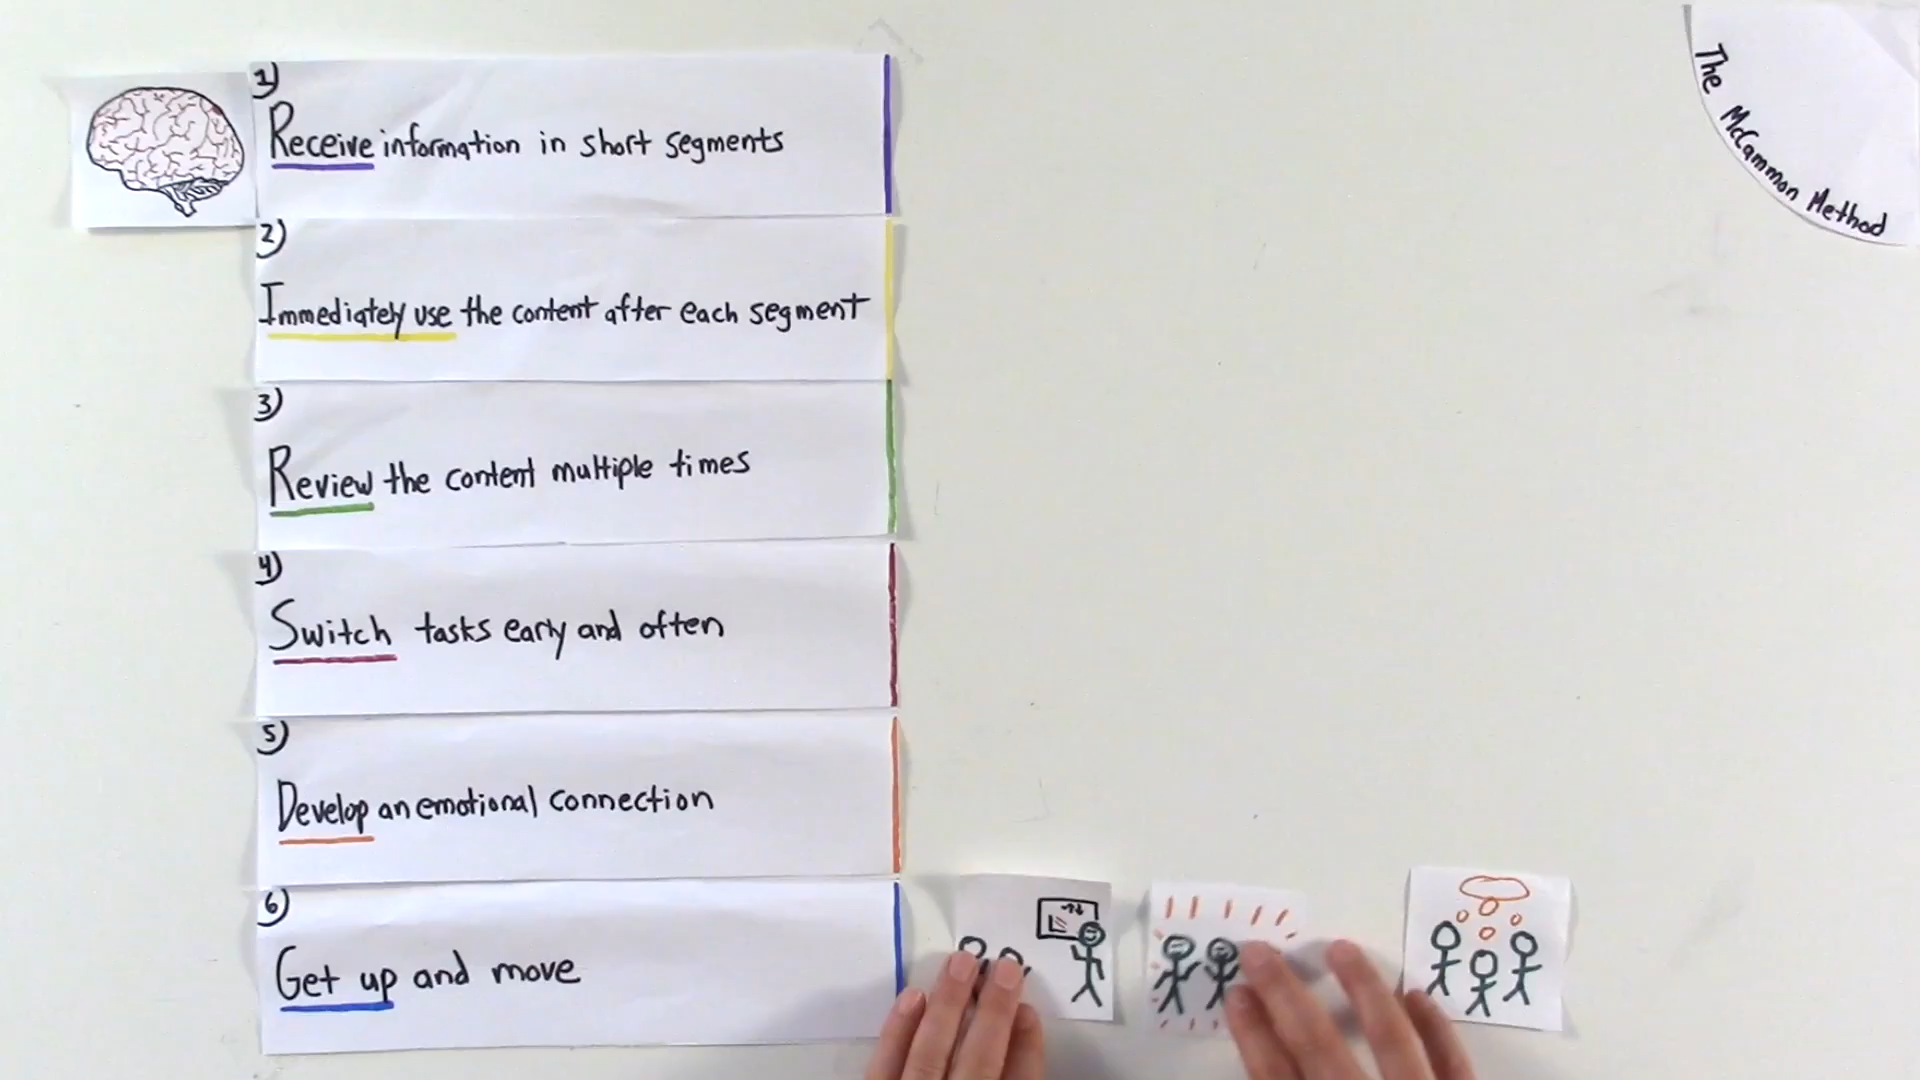 1)
Receive information in short segments
2)
Immediately use the content after each segment
3)
Review the content multiple times
4)
Switch tasks early and often
5)
Develop an emotional connection
6)
Get up and move
The McCammon Method